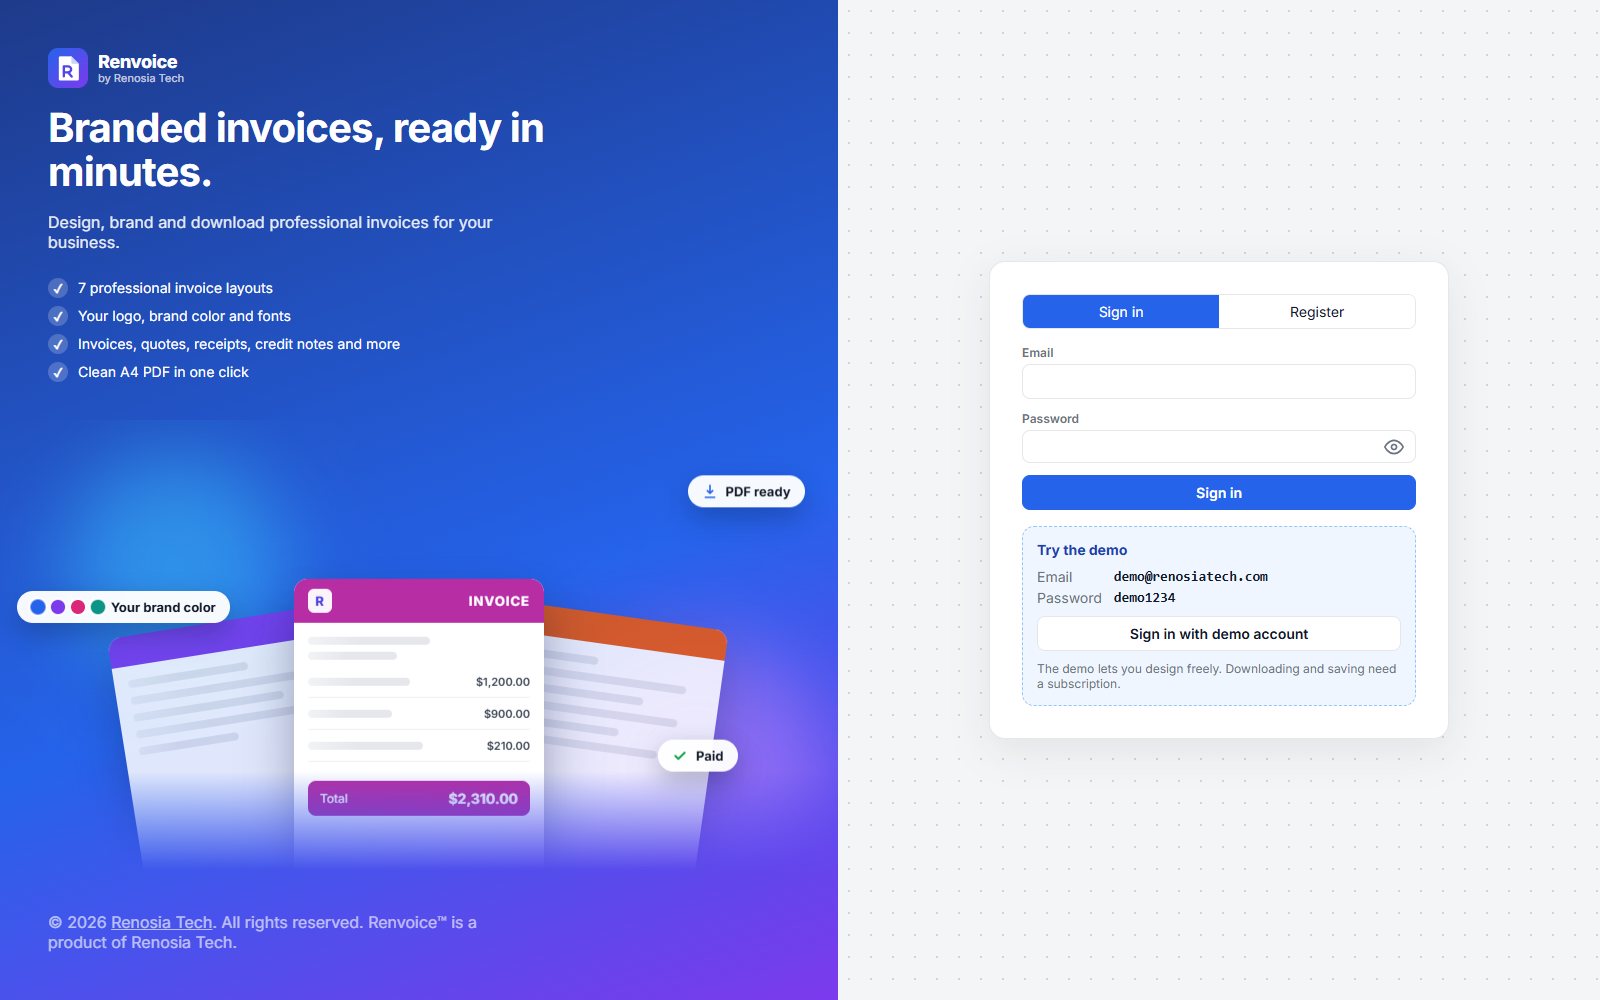 R
Renvoice
by Renosia Tech
Branded invoices, ready in
minutes.
Design, brand and download professional invoices for your
business.
7 professional invoice layouts
Your logo, brand color and fonts
Invoices, quotes, receipts, credit notes and more
Clean A4 PDF in one click
PDF ready
Your brand color
R INVOICE
$1,200.00
$900.00
$210.00
Paid
Total $2,310.00
© 2026 Renosia Tech. All rights reserved. Renvoice™ is a
product of Renosia Tech.
Sign in Register
Email
Password
Sign in
Try the demo
Email demo@renosiatech.com
Password demo1234
Sign in with demo account
The demo lets you design freely. Downloading and saving need
a subscription.